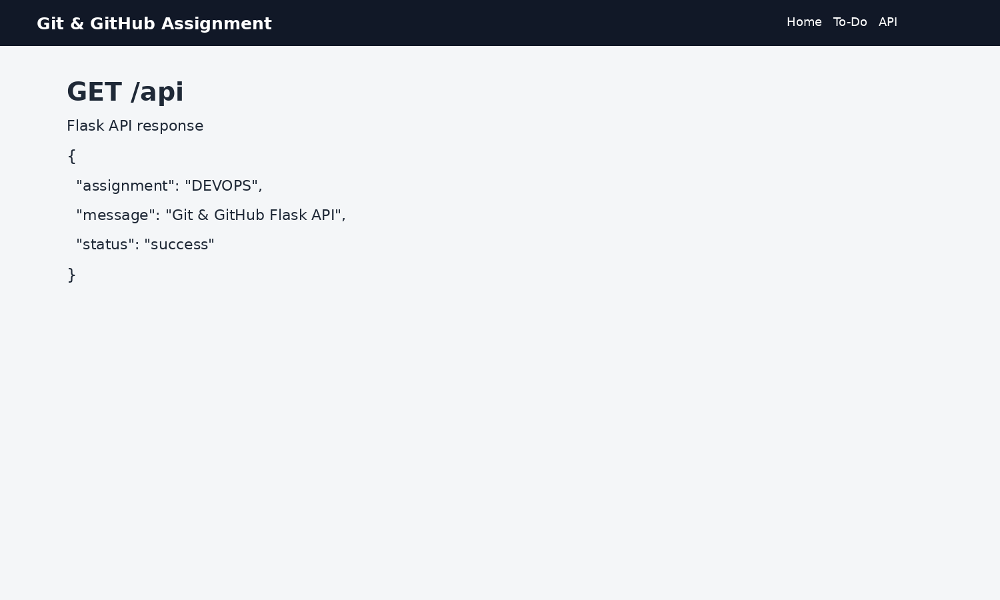 Git & GitHub Assignment
Home To-Do API
GET /api
Flask API response
{
  "assignment": "DEVOPS",
  "message": "Git & GitHub Flask API",
  "status": "success"
}